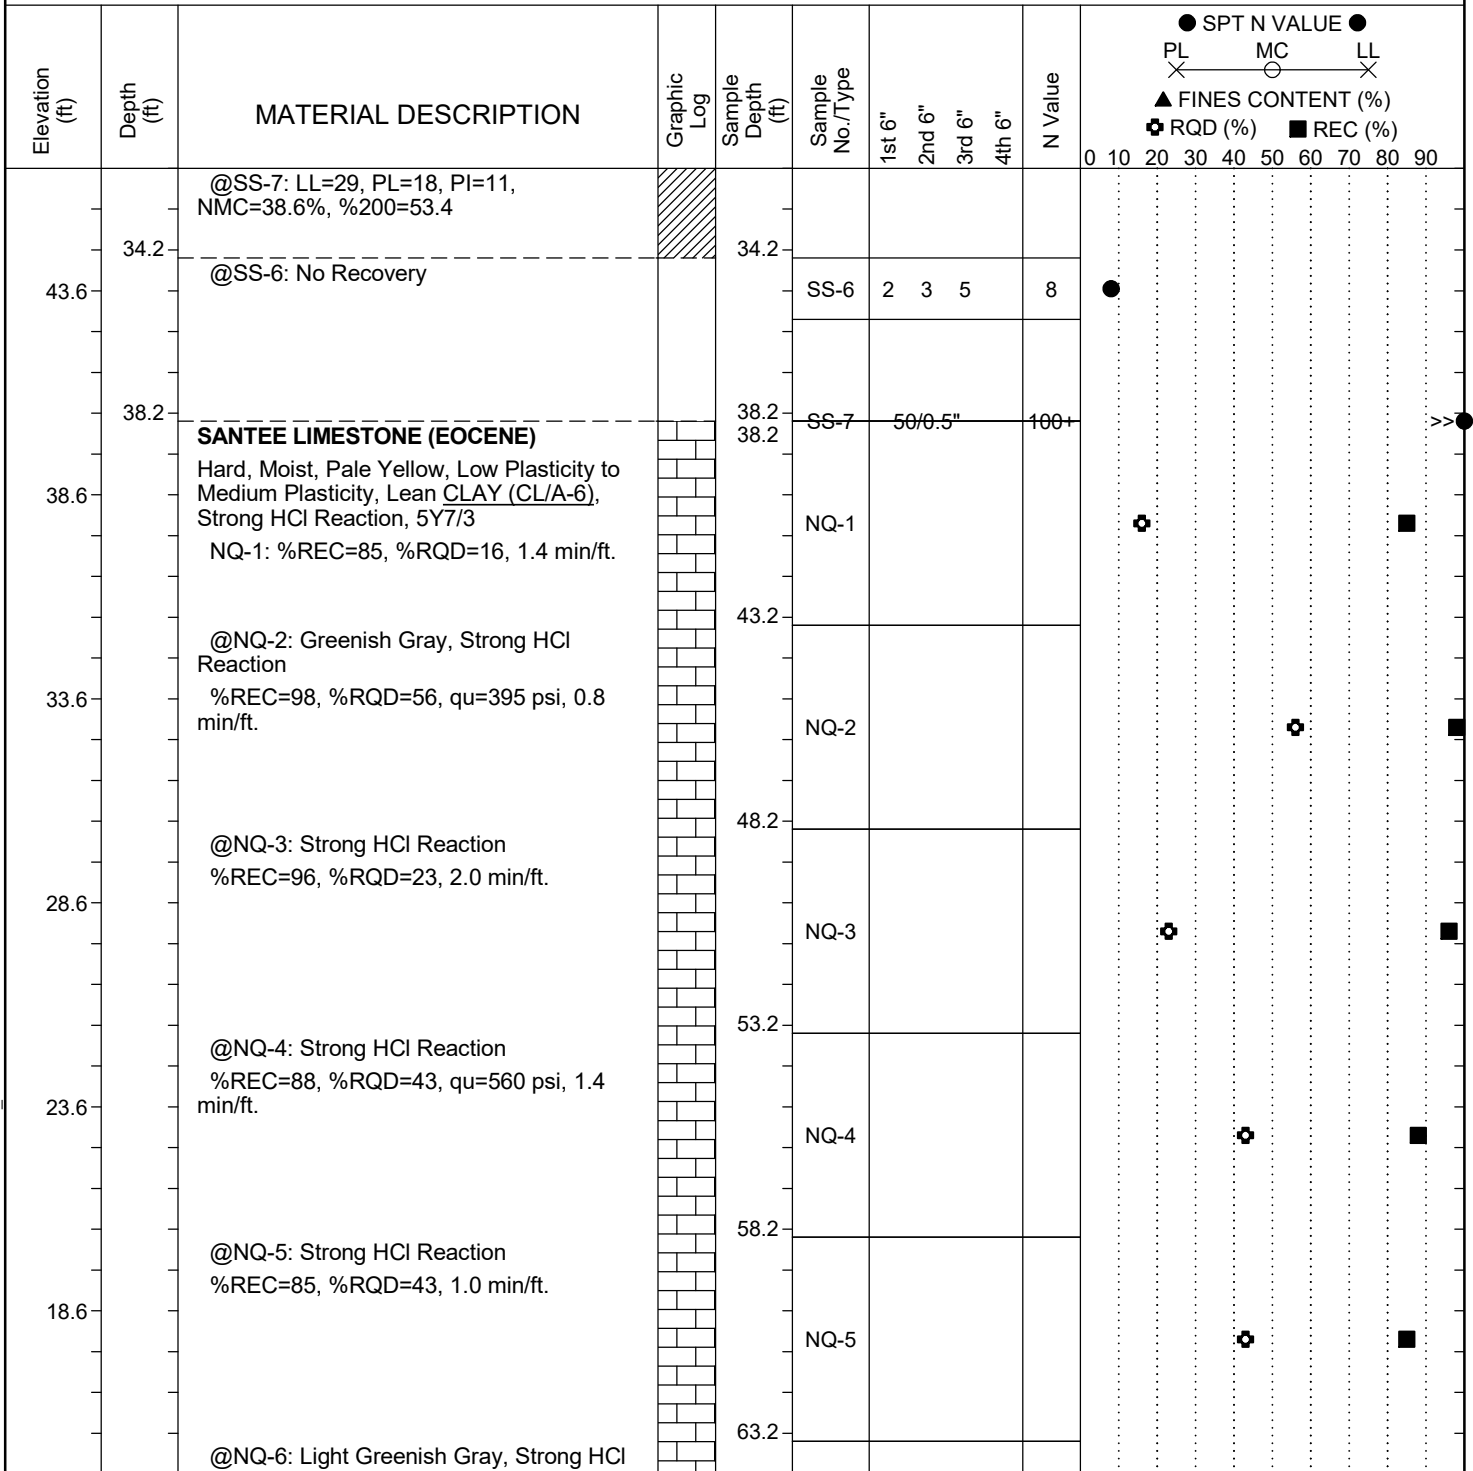 ● SPT N VALUE ●
PL MC LL
▲ FINES CONTENT (%)
RQD (%) ■ REC (%)
Elevation (ft)
Depth (ft)
MATERIAL DESCRIPTION
Graphic Log
Sample Depth (ft)
Sample No./Type
1st 6"
2nd 6"
3rd 6"
4th 6"
N Value
0 10 20 30 40 50 60 70 80 90
@SS-7: LL=29, PL=18, PI=11,
NMC=38.6%, %200=53.4
34.2 34.2
@SS-6: No Recovery
43.6 SS-6 2 3 5 8
38.2 38.2
SS-7 50/0.5" 100+ >>
SANTEE LIMESTONE (EOCENE) 38.2
Hard, Moist, Pale Yellow, Low Plasticity to
38.6 Medium Plasticity, Lean CLAY (CL/A-6),
Strong HCl Reaction, 5Y7/3 NQ-1
NQ-1: %REC=85, %RQD=16, 1.4 min/ft.
43.2
@NQ-2: Greenish Gray, Strong HCl
Reaction
33.6 %REC=98, %RQD=56, qu=395 psi, 0.8
min/ft. NQ-2
48.2
@NQ-3: Strong HCl Reaction
%REC=96, %RQD=23, 2.0 min/ft.
28.6
NQ-3
53.2
@NQ-4: Strong HCl Reaction
%REC=88, %RQD=43, qu=560 psi, 1.4
23.6 min/ft.
NQ-4
58.2
@NQ-5: Strong HCl Reaction
%REC=85, %RQD=43, 1.0 min/ft.
18.6
NQ-5
63.2
@NQ-6: Light Greenish Gray, Strong HCl